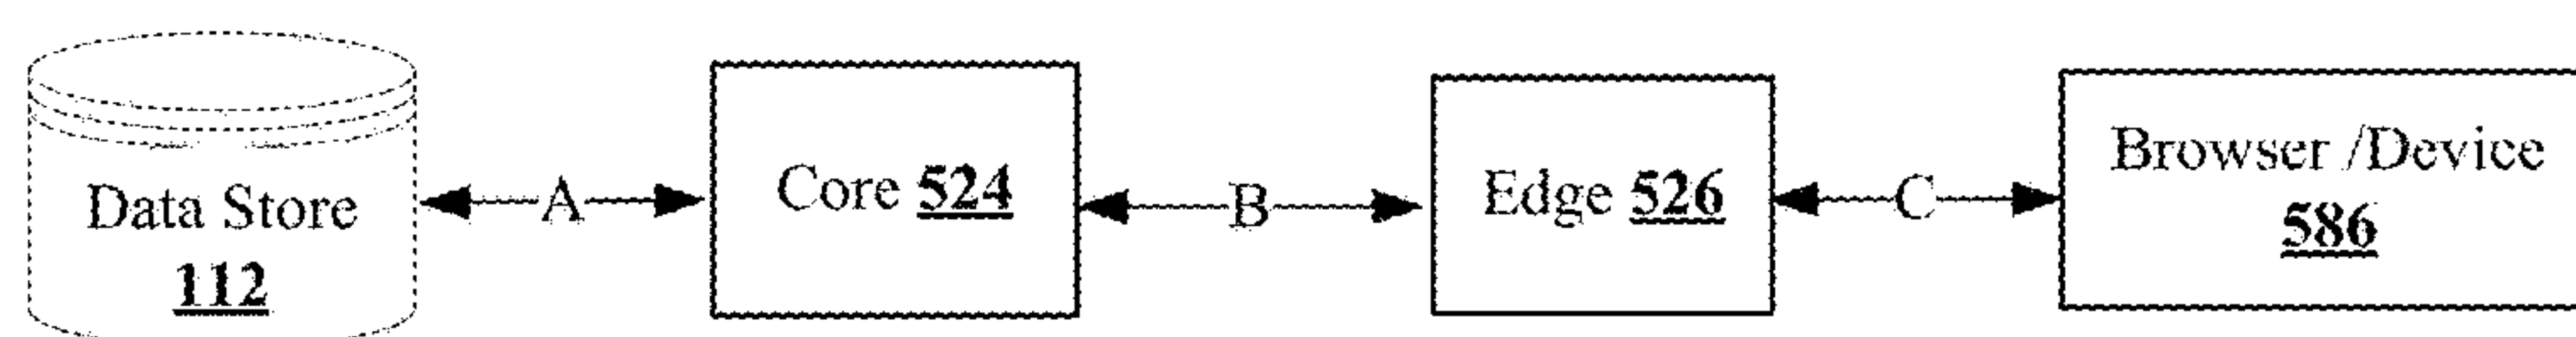 Data Store
112
A
Core 524
B
Edge 526
C
Browser /Device
586